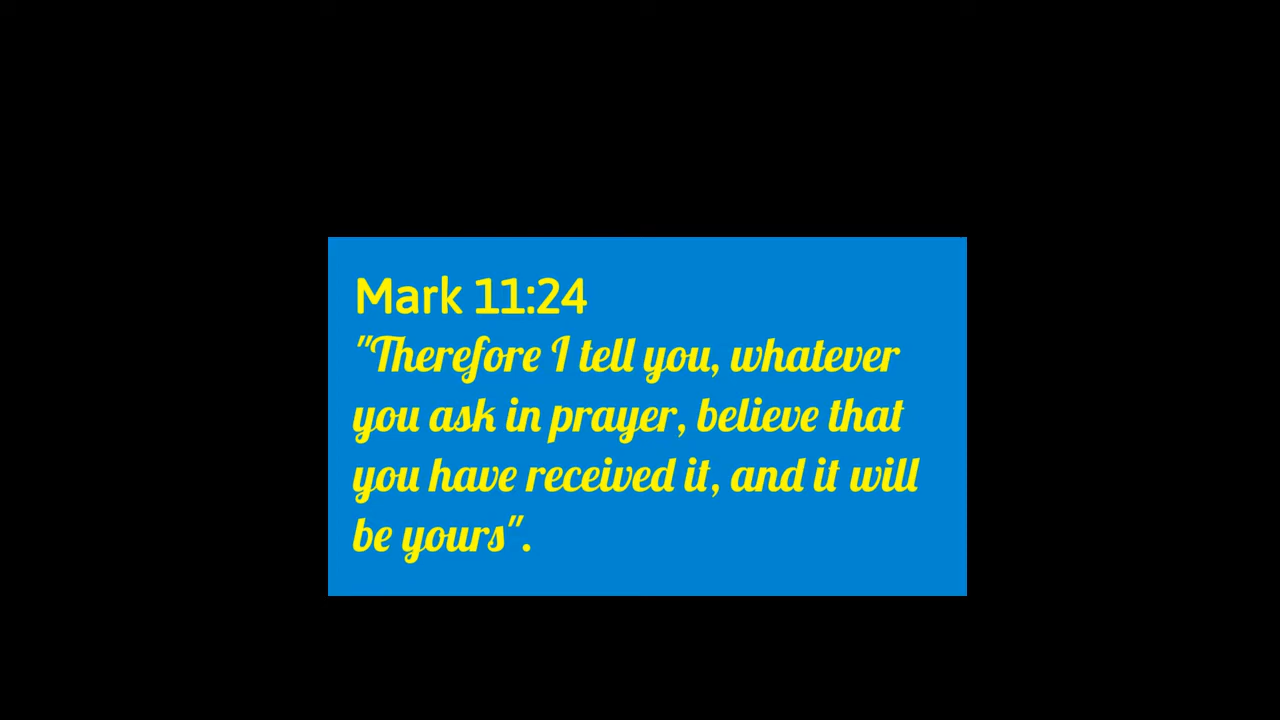 Mark 11:24
"Therefore I tell you, whatever
you ask in prayer, believe that
you have received it, and it will
be yours".